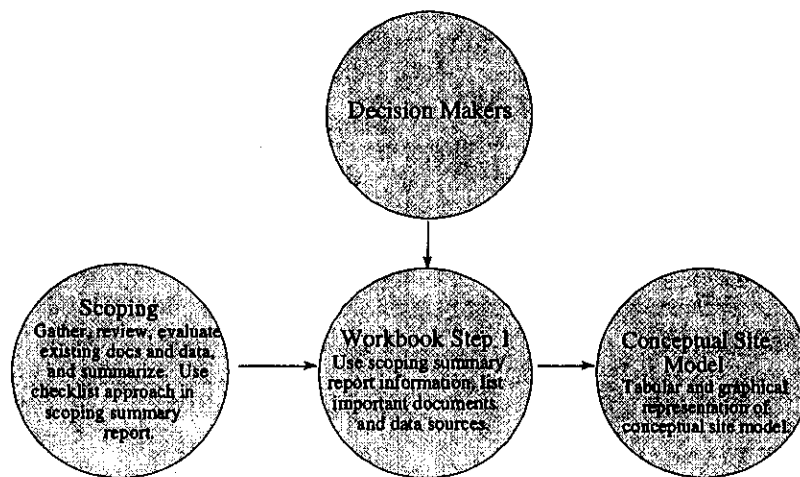 Decision Makers
Scoping
Gather, review, evaluate
existing docs and data,
and summarize. Use
checklist approach in
scoping summary
report.
Workbook Step 1
Use scoping summary
report information, list
important documents
and data sources.
Conceptual Site
Model
Tabular and graphical
representation of
conceptual site model.